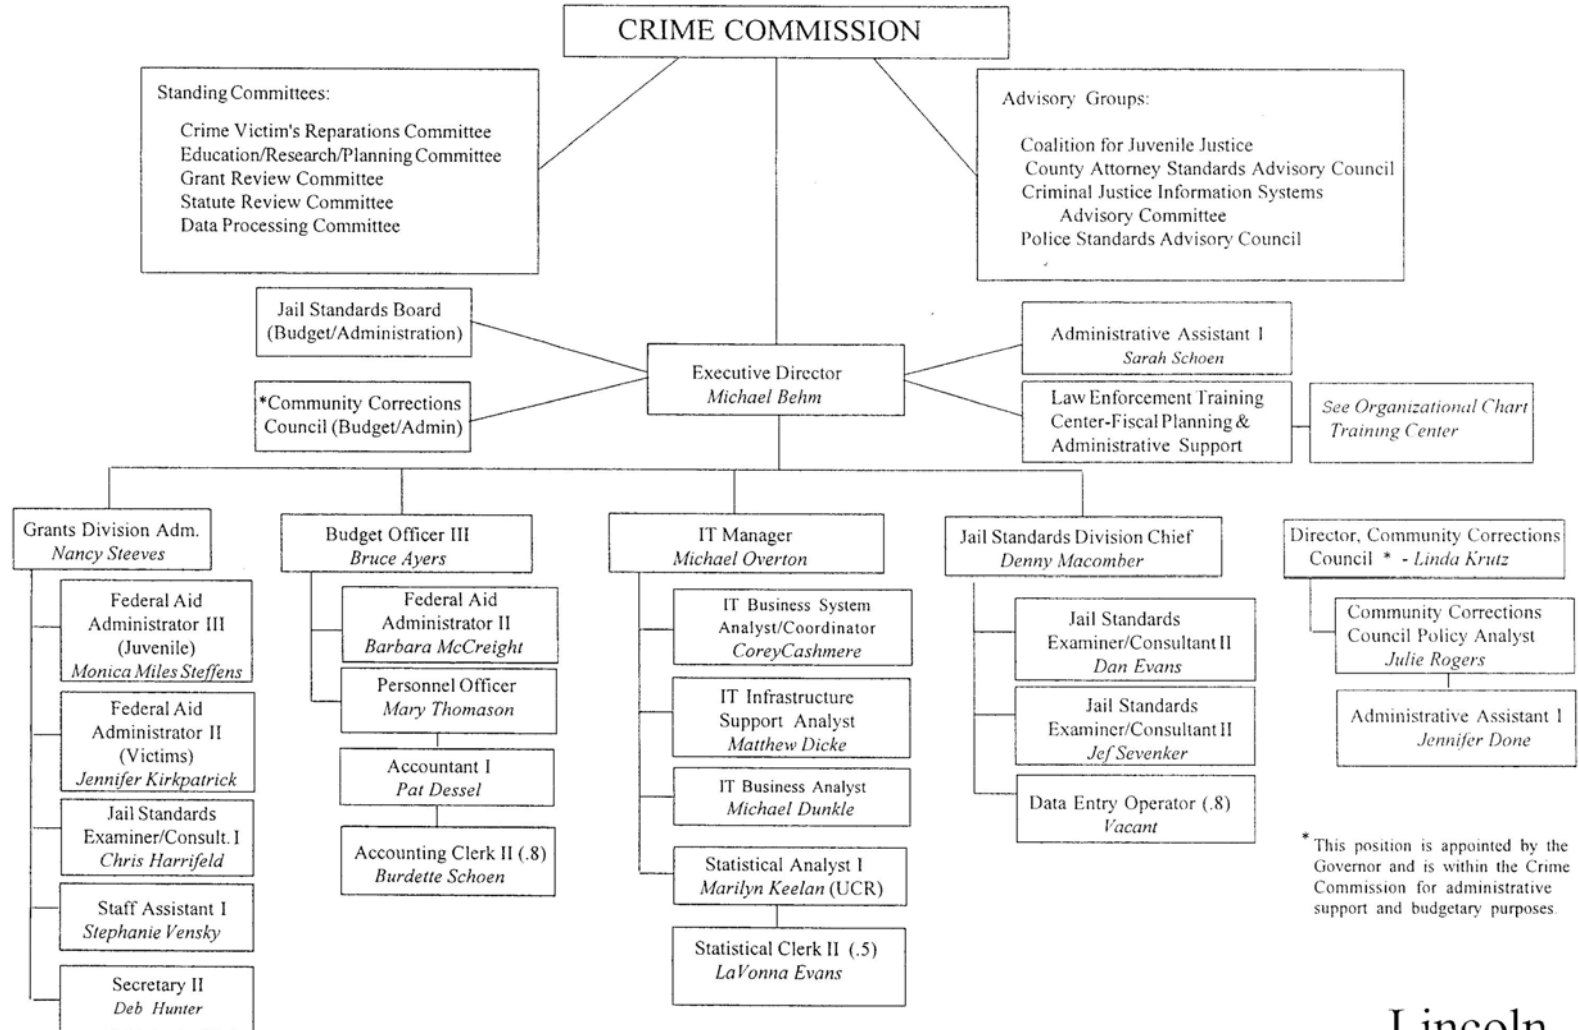 CRIME COMMISSION
Standing Committees:
Crime Victim's Reparations Committee
Education/Research/Planning Committee
Grant Review Committee
Statute Review Committee
Data Processing Committee
Advisory Groups:
Coalition for Juvenile Justice
County Attorney Standards Advisory Council
Criminal Justice Information Systems
Advisory Committee
Police Standards Advisory Council
Jail Standards Board
(Budget/Administration)
*Community Corrections
Council (Budget/Admin)
Executive Director
Michael Behm
Administrative Assistant I
Sarah Schoen
Law Enforcement Training
Center-Fiscal Planning &
Administrative Support
See Organizational Chart
Training Center
Grants Division Adm.
Nancy Steeves
Federal Aid
Administrator III
(Juvenile)
Monica Miles Steffens
Federal Aid
Administrator II
(Victims)
Jennifer Kirkpatrick
Jail Standards
Examiner/Consult. I
Chris Harrifeld
Staff Assistant I
Stephanie Vensky
Secretary II
Deb Hunter
Budget Officer III
Bruce Ayers
Federal Aid
Administrator II
Barbara McCreight
Personnel Officer
Mary Thomason
Accountant I
Pat Dessel
Accounting Clerk II (.8)
Burdette Schoen
IT Manager
Michael Overton
IT Business System
Analyst/Coordinator
CoreyCashmere
IT Infrastructure
Support Analyst
Matthew Dicke
IT Business Analyst
Michael Dunkle
Statistical Analyst I
Marilyn Keelan (UCR)
Statistical Clerk II (.5)
LaVonna Evans
Jail Standards Division Chief
Denny Macomber
Jail Standards
Examiner/Consultant II
Dan Evans
Jail Standards
Examiner/Consultant II
Jef Sevenker
Data Entry Operator (.8)
Vacant
Director, Community Corrections
Council * - Linda Krutz
Community Corrections
Council Policy Analyst
Julie Rogers
Administrative Assistant I
Jennifer Done
* This position is appointed by the
Governor and is within the Crime
Commission for administrative
support and budgetary purposes.
Lincoln